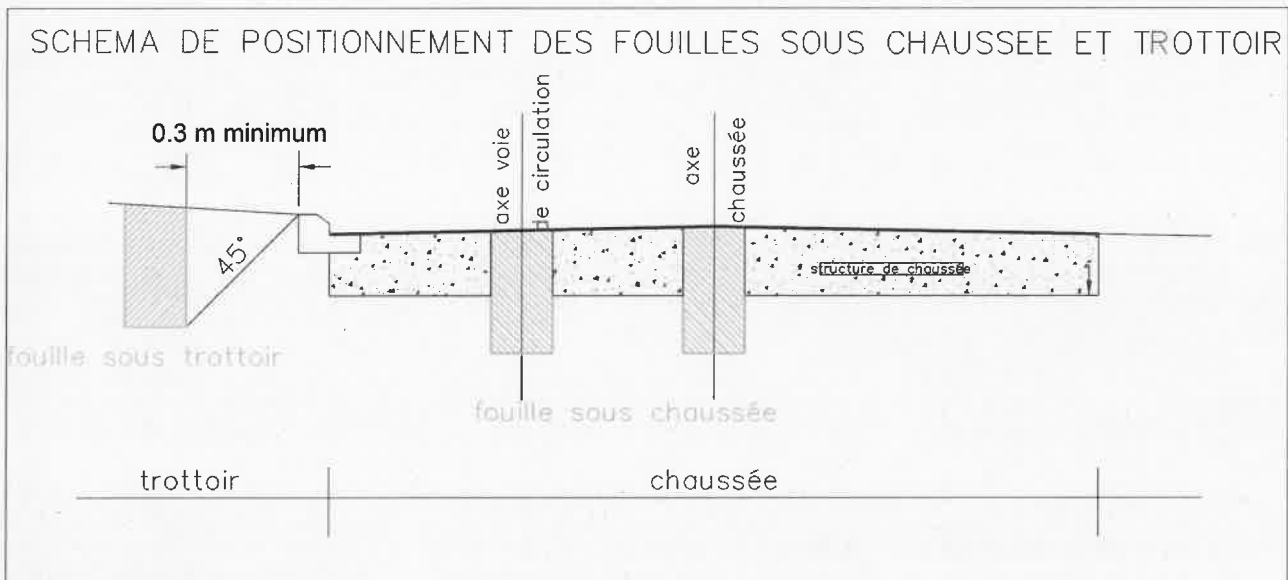 SCHEMA DE POSITIONNEMENT DES FOUILLES SOUS CHAUSSEE ET TROTTOIR
0.3 m minimum
axe voie
de circulation
axe
chaussée
45°
structure de chaussée
fouille sous trottoir
fouille sous chaussée
trottoir
chaussée